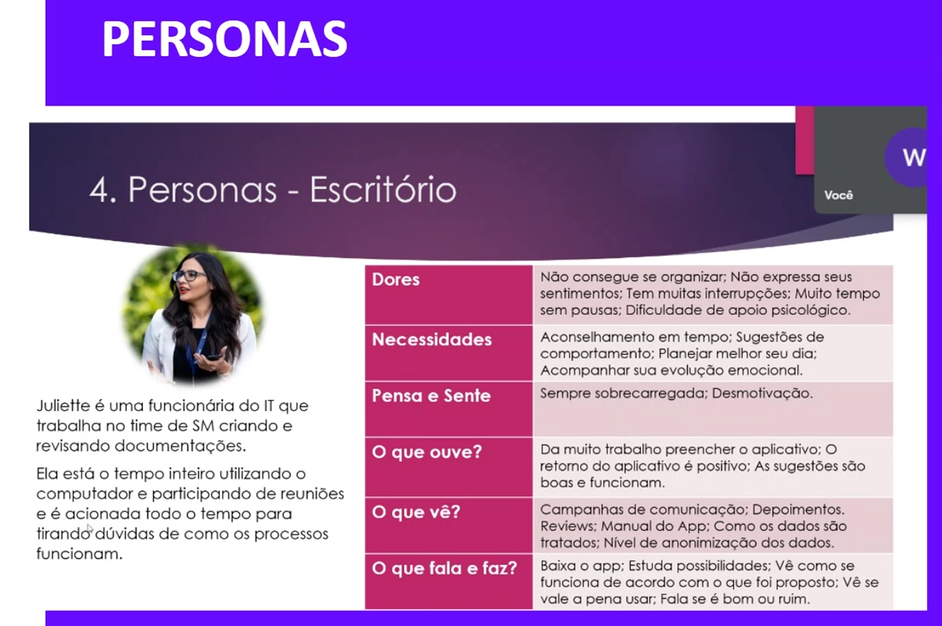 PERSONAS
4. Personas - Escritório
W
Você
Juliette é uma funcionária do IT que
trabalha no time de SM criando e
revisando documentações.
Ela está o tempo inteiro utilizando o
computador e participando de reuniões
e é acionada todo o tempo para
tirando dúvidas de como os processos
funcionam.
Dores
Não consegue se organizar; Não expressa seus
sentimentos; Tem muitas interrupções; Muito tempo
sem pausas; Dificuldade de apoio psicológico.
Necessidades
Aconselhamento em tempo; Sugestões de
comportamento; Planejar melhor seu dia;
Acompanhar sua evolução emocional.
Pensa e Sente
Sempre sobrecarregada; Desmotivação.
O que ouve?
Da muito trabalho preencher o aplicativo; O
retorno do aplicativo é positivo; As sugestões são
boas e funcionam.
O que vê?
Campanhas de comunicação; Depoimentos.
Reviews; Manual do App; Como os dados são
tratados; Nível de anonimização dos dados.
O que fala e faz?
Baixa o app; Estuda possibilidades; Vê como se
funciona de acordo com o que foi proposto; Vê se
vale a pena usar; Fala se é bom ou ruim.